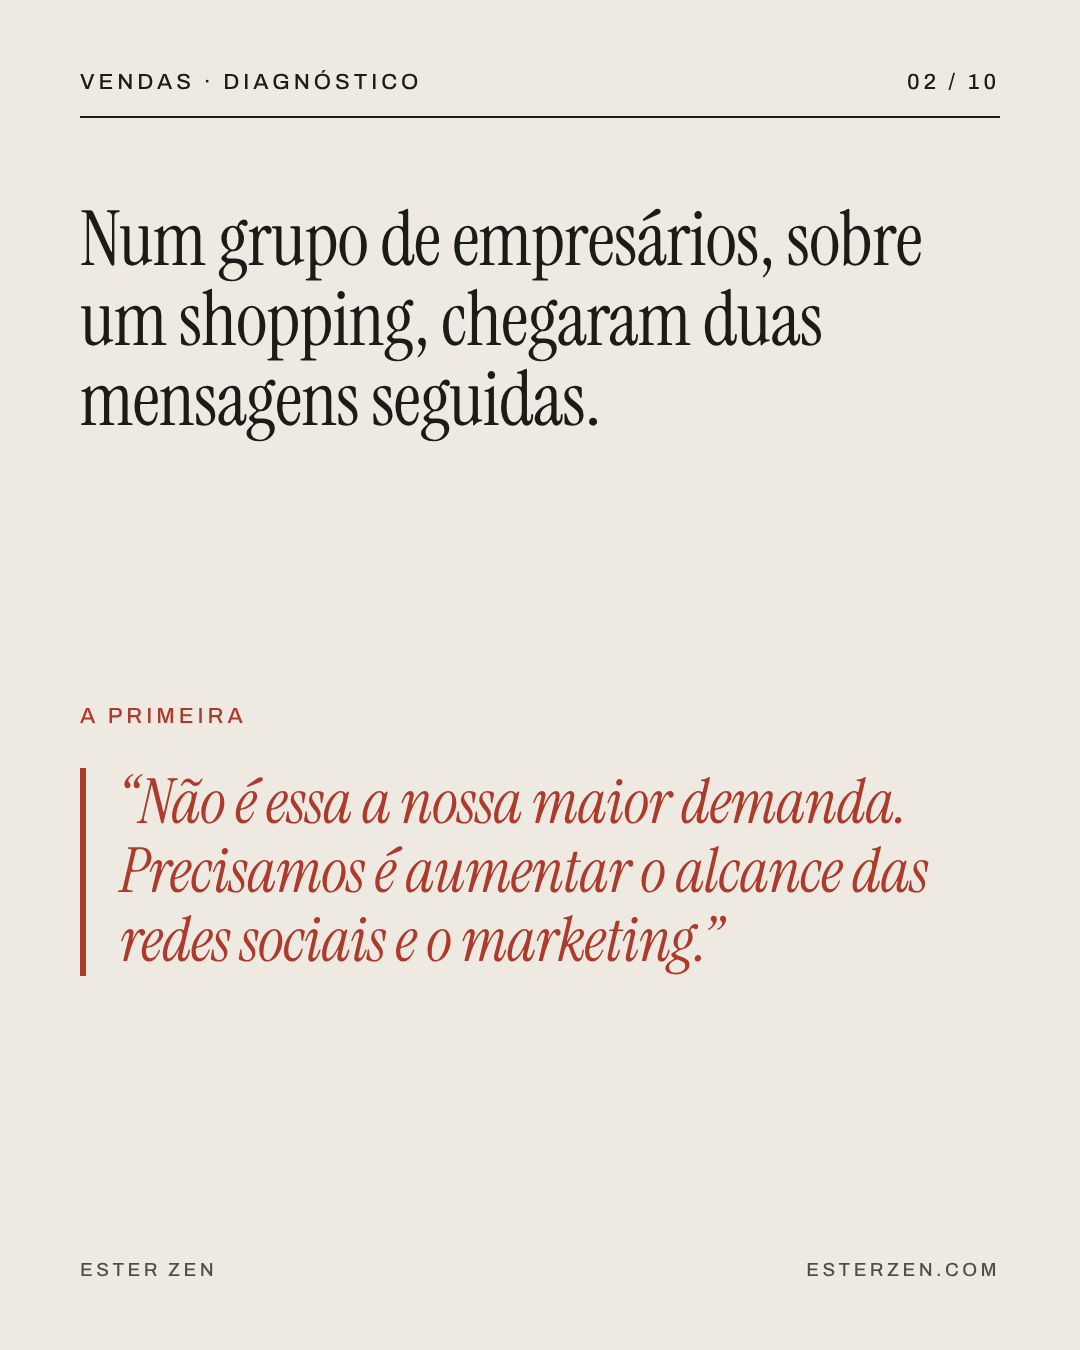 VENDAS · DIAGNÓSTICO
02 / 10
Num grupo de empresários, sobre
um shopping, chegaram duas
mensagens seguidas.
A PRIMEIRA
“Não é essa a nossa maior demanda.
Precisamos é aumentar o alcance das
redes sociais e o marketing.”
ESTER ZEN
ESTERZEN.COM